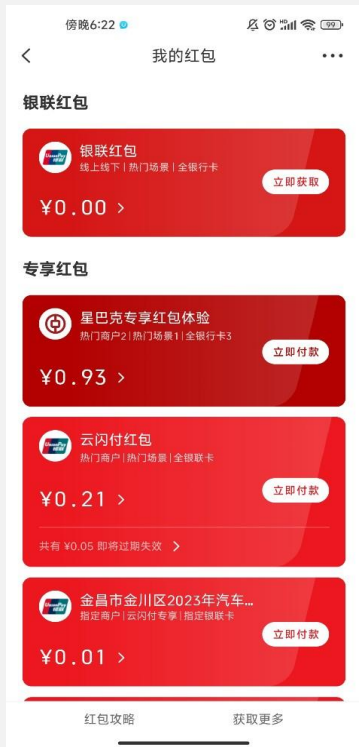 傍晚6:22
99
我的红包
银联红包
银联红包
线上线下|热门场景|全银行卡
立即获取
¥0.00 >
专享红包
星巴克专享红包体验
热门商户2|热门场景1|全银行卡3
立即付款
¥0.93 >
云闪付红包
热门商户|热门场景|全银联卡
立即付款
¥0.21 >
共有 ¥0.05 即将过期失效 >
金昌市金川区2023年汽车...
指定商户|云闪付专享|指定银联卡
立即付款
¥0.01 >
红包攻略
获取更多